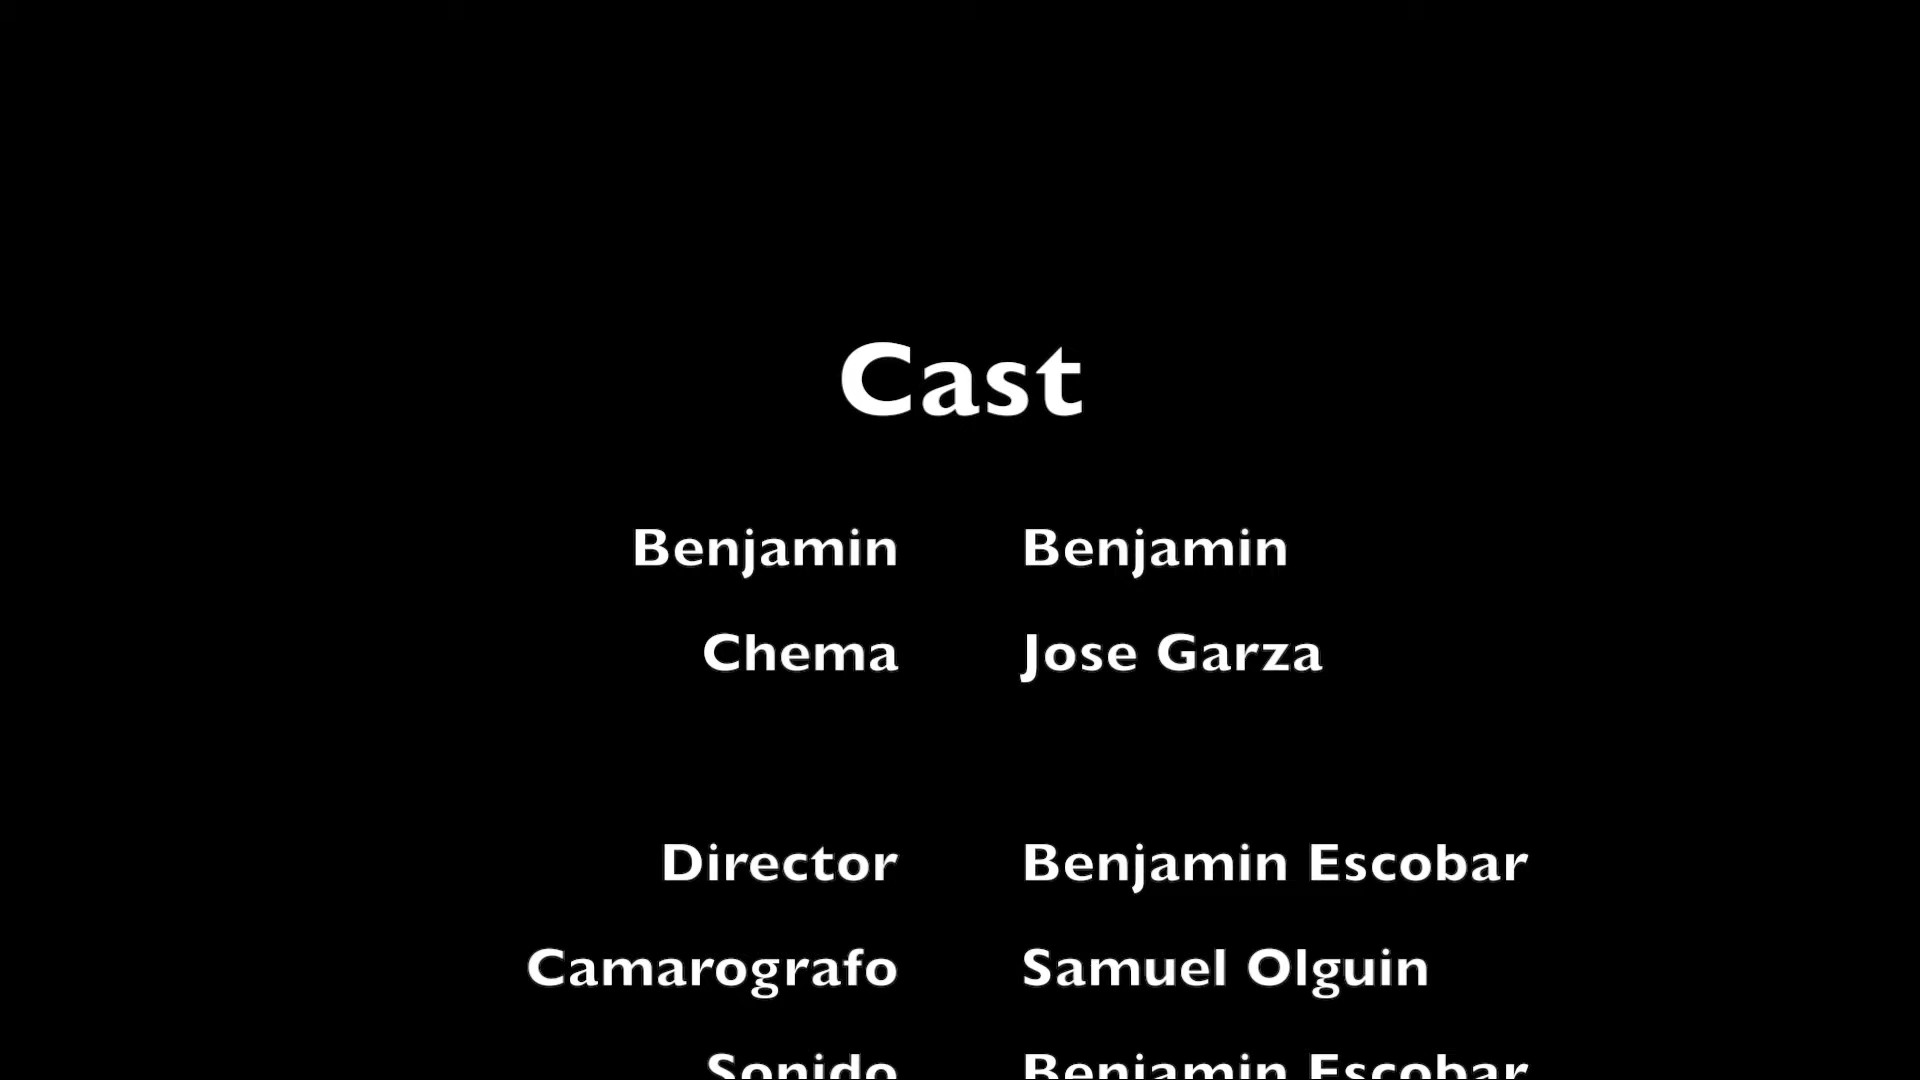 Cast
Benjamin Benjamin
Chema Jose Garza
Director Benjamin Escobar
Camarografo Samuel Olguin
Sonido Benjamin Escobar